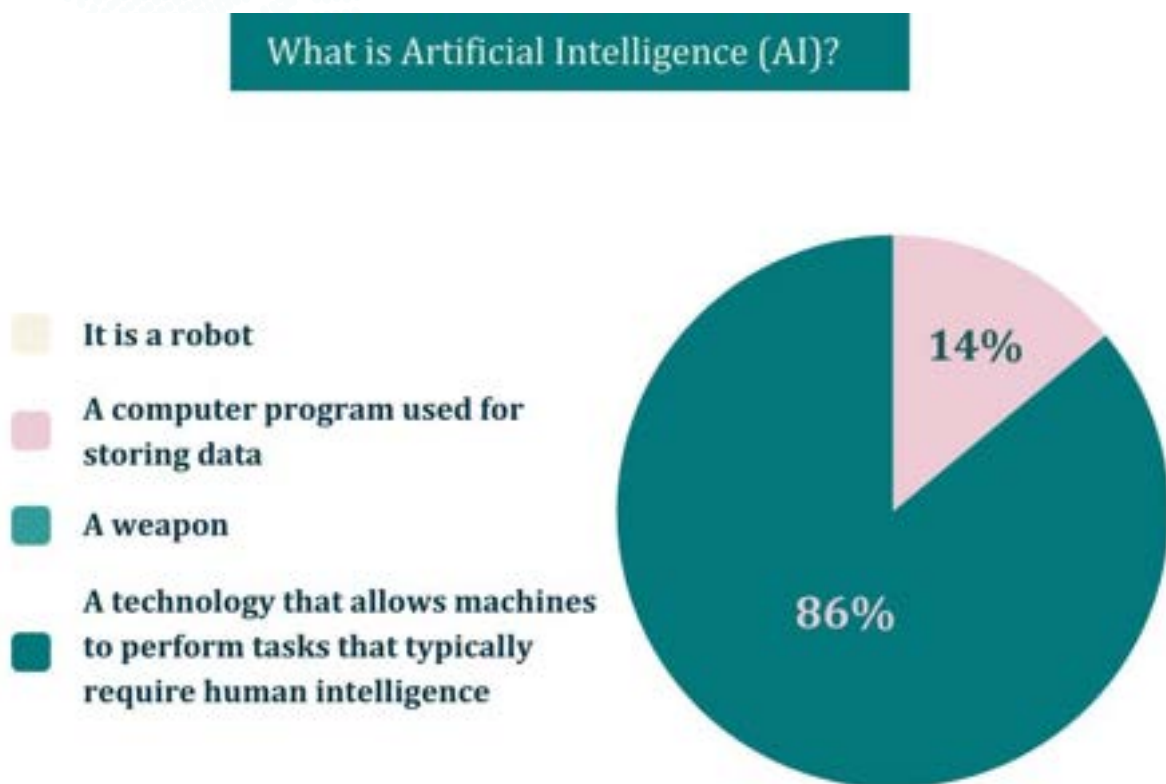 What is Artificial Intelligence (AI)?
It is a robot
A computer program used for
storing data
A weapon
A technology that allows machines
to perform tasks that typically
require human intelligence
14%
86%